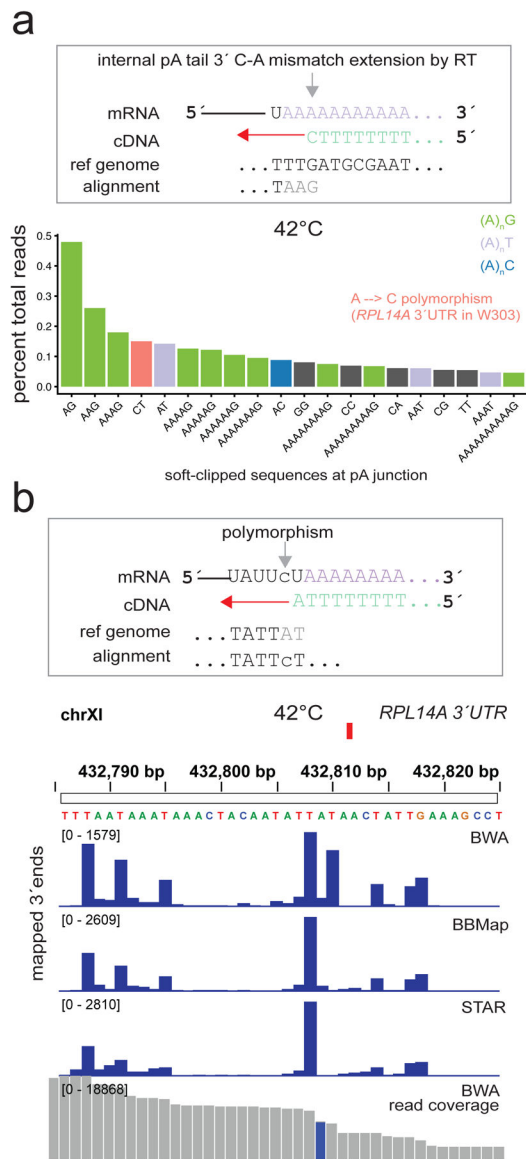 a
internal pA tail 3´ C-A mismatch extension by RT
mRNA 5´ UAAAAAAAAAAA... 3´
cDNA CTTTTTTTT... 5´
ref genome ...TTTGATGCGAAT...
alignment ...TAAG
42°C
(A)nG
(A)nT
(A)nC
A --> C polymorphism
(RPL14A 3´UTR in W303)
percent total reads
0.5
0.4
0.3
0.2
0.1
0.0
AG AAG AAAG CT AT AAAAG AAAAAG AAAAAAG AAAAAAAG AC GG AAAAAAAAG CC AAAAAAAAAG CA AAT CG TT AAAT AAAAAAAAAAG
soft-clipped sequences at pA junction
b
polymorphism
mRNA 5´ UAUUcUAAAAAAAA...3´
cDNA ATTTTTTTT...5´
ref genome ...TATTAT
alignment ...TATTcT...
chrXI 42°C RPL14A 3´UTR
432,790 bp 432,800 bp 432,810 bp 432,820 bp
TTTAATAAATAAACTACAATATTATAACTATTGAAAGCCT
mapped 3´ends
[0 - 1579] BWA
[0 - 2609] BBMap
[0 - 2810] STAR
[0 - 18868] BWA
read coverage